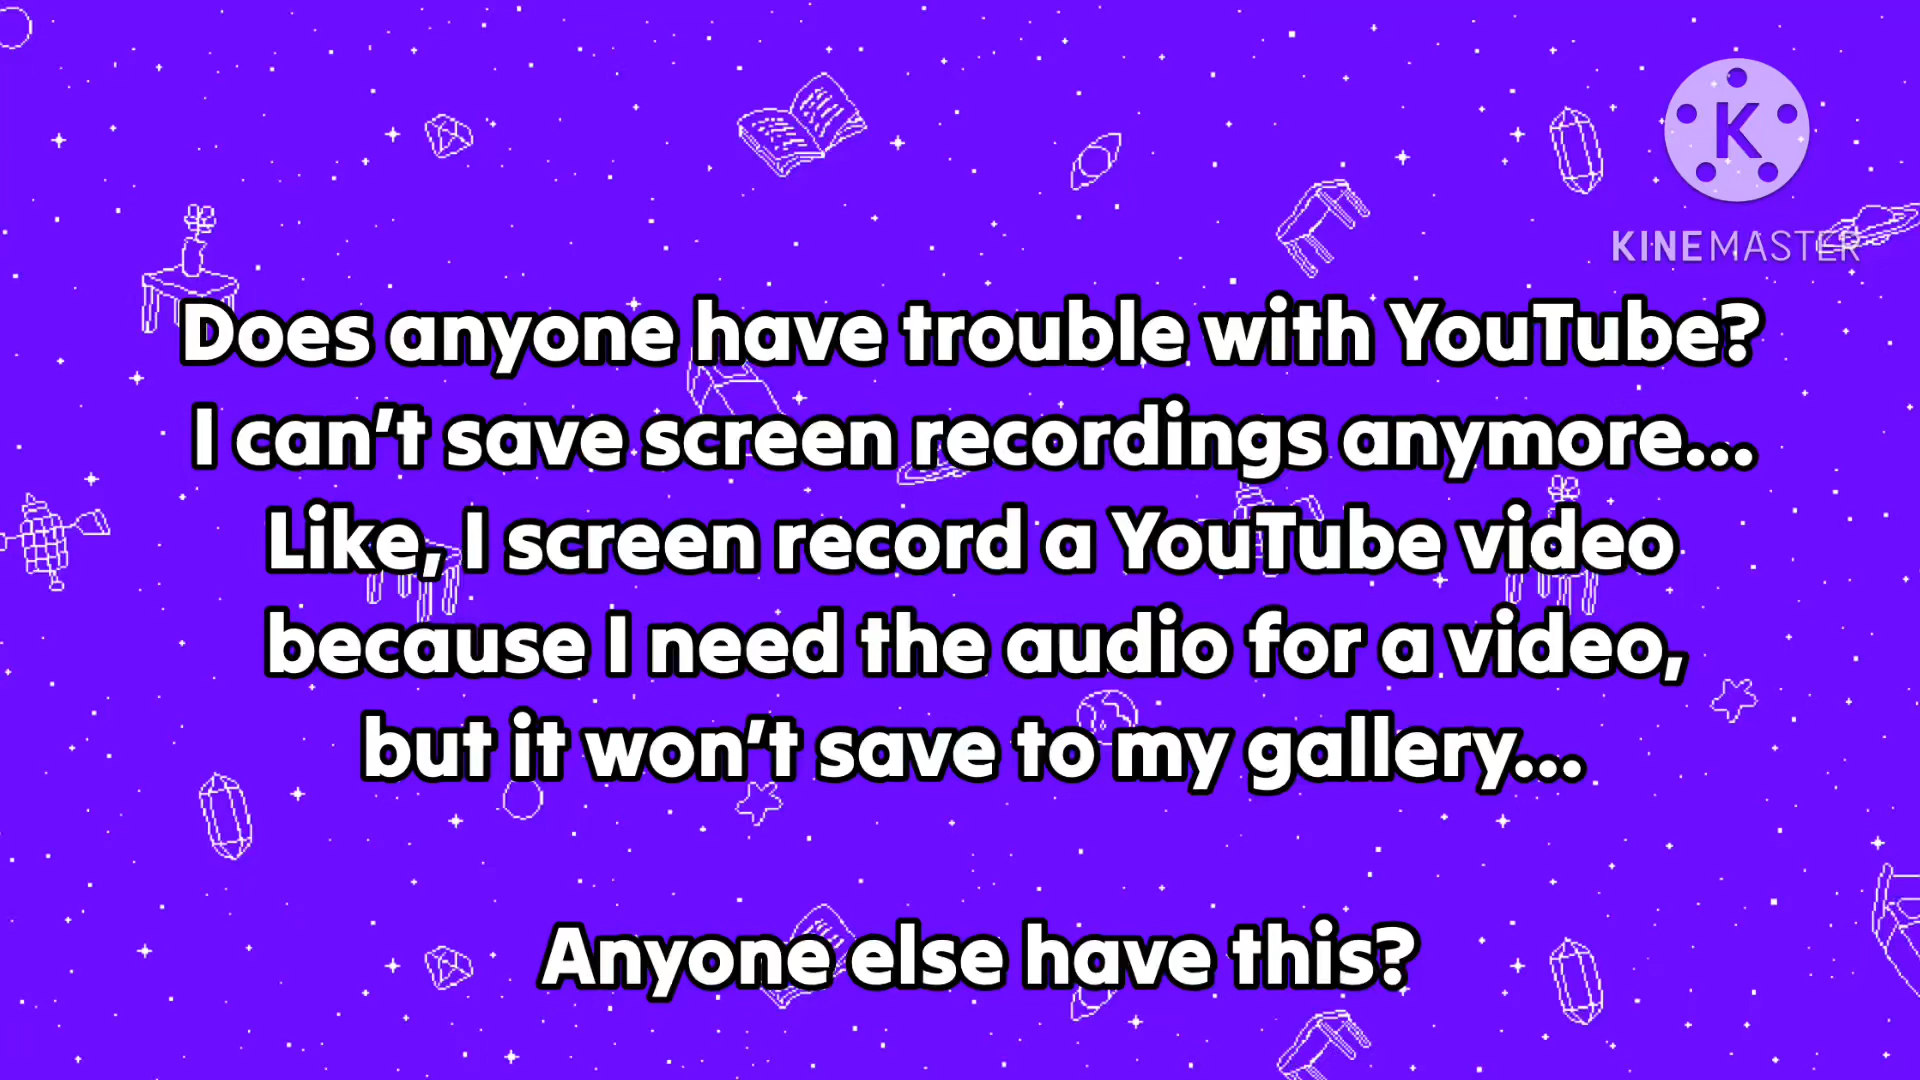 K
KINEMASTER
Does anyone have trouble with YouTube?
I can't save screen recordings anymore...
Like, I screen record a YouTube video
because I need the audio for a video,
but it won't save to my gallery...
Anyone else have this?